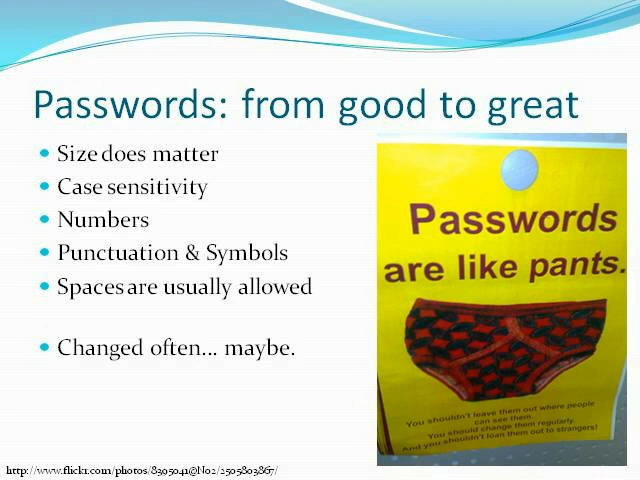 Passwords: from good to great
Size does matter
Case sensitivity
Numbers
Punctuation & Symbols
Spaces are usually allowed
Changed often... maybe.
Passwords
are like pants.
You shouldn't leave them out where people
can see them.
You should change them regularly.
And you shouldn't loan them out to strangers!
http://www.flickr.com/photos/8395041@N02/2505803867/